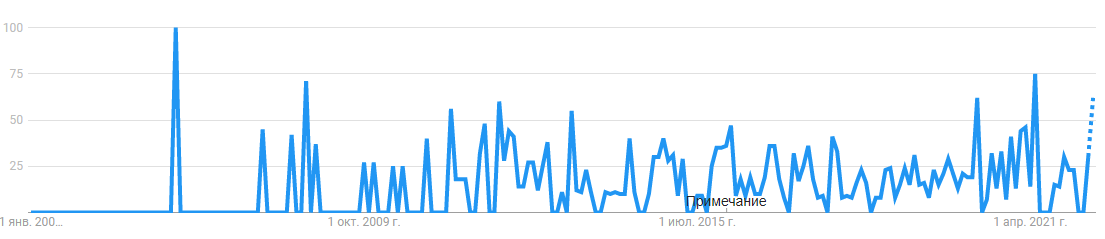 100
75
50
25
Примечание
1 янв. 200...
1 окт. 2009 г.
1 июл. 2015 г.
1 апр. 2021 г.